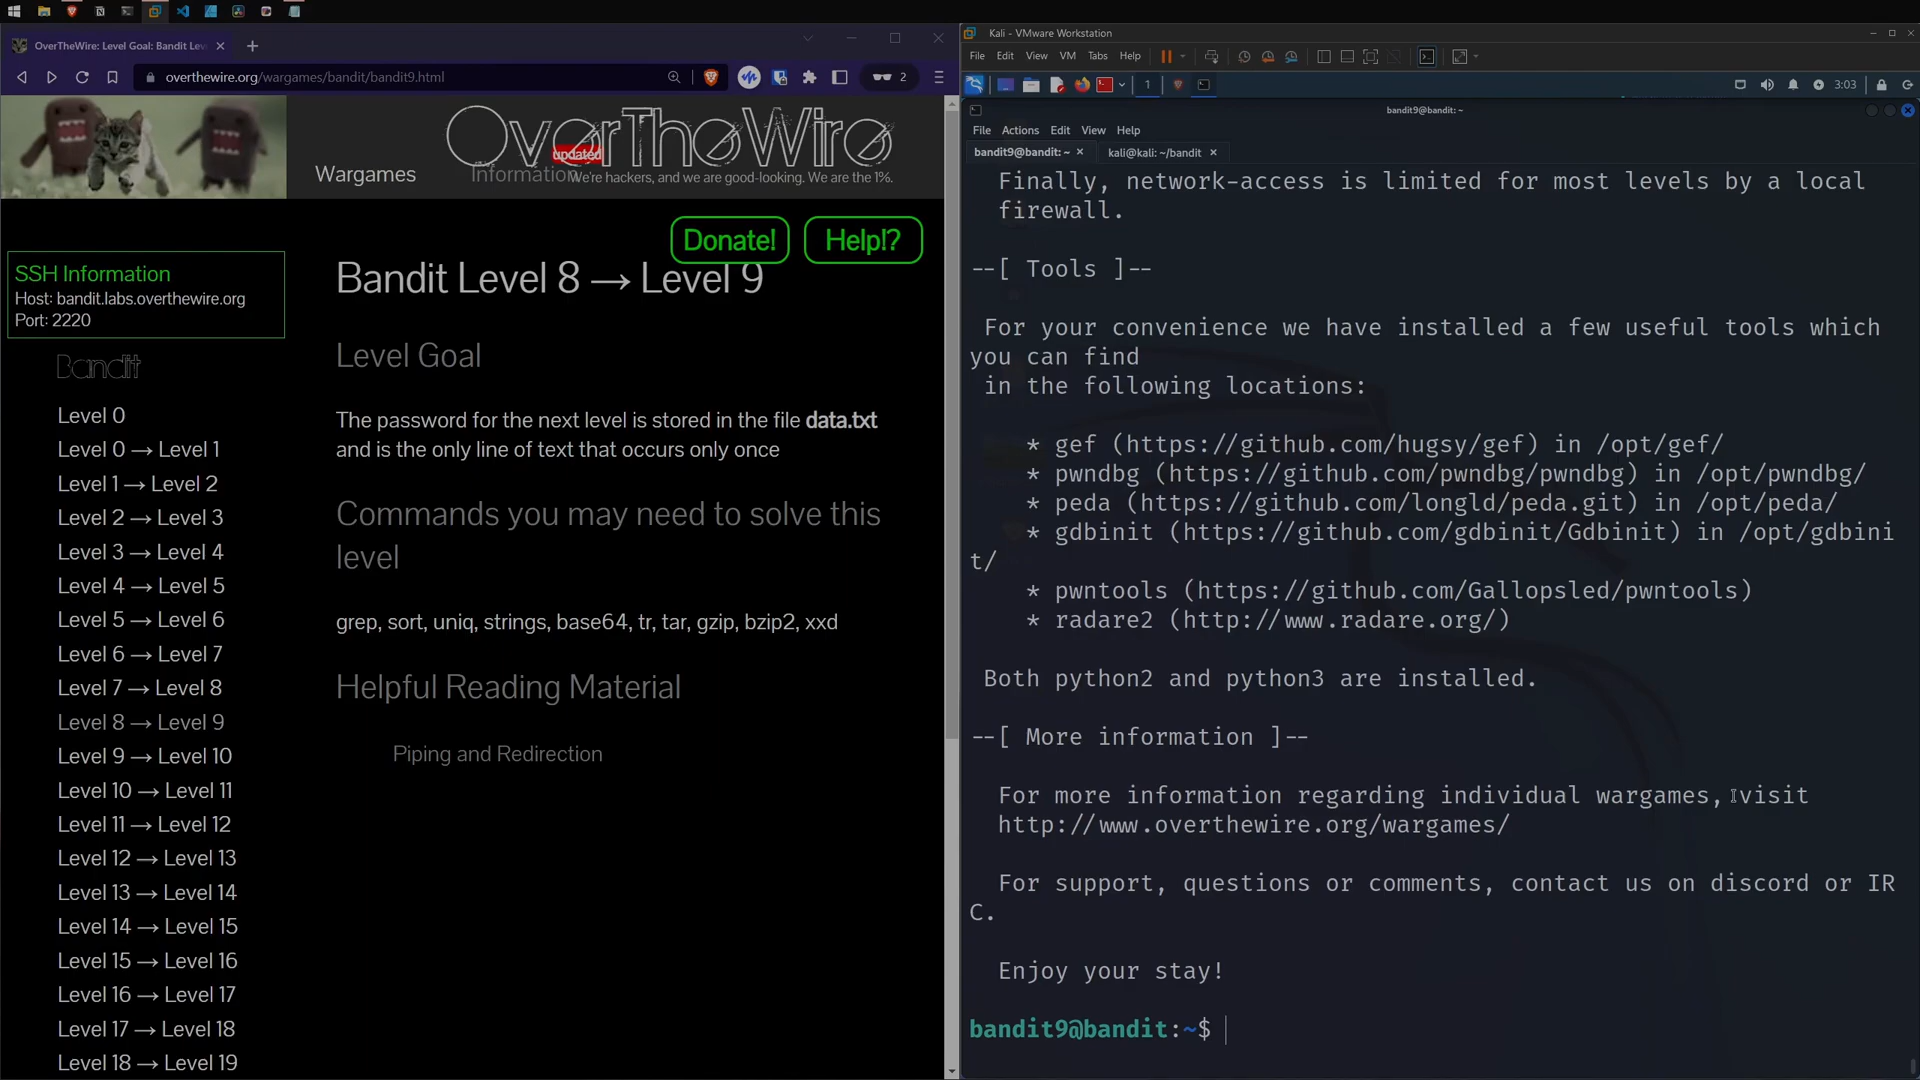 OverTheWire: Level Goal: Bandit Lev
overthewire.org/wargames/bandit/bandit9.html
2
OverTheWire
updated
Wargames
Information
We're hackers, and we are good-looking. We are the 1%.
Donate!
Help!?
SSH Information
Host: bandit.labs.overthewire.org
Port: 2220
Bandit
Level 0
Level 0 → Level 1
Level 1 → Level 2
Level 2 → Level 3
Level 3 → Level 4
Level 4 → Level 5
Level 5 → Level 6
Level 6 → Level 7
Level 7 → Level 8
Level 8 → Level 9
Level 9 → Level 10
Level 10 → Level 11
Level 11 → Level 12
Level 12 → Level 13
Level 13 → Level 14
Level 14 → Level 15
Level 15 → Level 16
Level 16 → Level 17
Level 17 → Level 18
Level 18 → Level 19
Bandit Level 8 → Level 9
Level Goal
The password for the next level is stored in the file data.txt
and is the only line of text that occurs only once
Commands you may need to solve this
level
grep, sort, uniq, strings, base64, tr, tar, gzip, bzip2, xxd
Helpful Reading Material
Piping and Redirection
Kali - VMware Workstation
File Edit View VM Tabs Help
1
3:03
bandit9@bandit: ~
File Actions Edit View Help
bandit9@bandit: ~
kali@kali: ~/bandit
Finally, network-access is limited for most levels by a local
firewall.
--[ Tools ]--
For your convenience we have installed a few useful tools which
you can find
in the following locations:
* gef (https://github.com/hugsy/gef) in /opt/gef/
* pwndbg (https://github.com/pwndbg/pwndbg) in /opt/pwndbg/
* peda (https://github.com/longld/peda.git) in /opt/peda/
* gdbinit (https://github.com/gdbinit/Gdbinit) in /opt/gdbini
t/
* pwntools (https://github.com/Gallopsled/pwntools)
* radare2 (http://www.radare.org/)
Both python2 and python3 are installed.
--[ More information ]--
For more information regarding individual wargames, visit
http://www.overthewire.org/wargames/
For support, questions or comments, contact us on discord or IR
C.
Enjoy your stay!
bandit9@bandit:~$